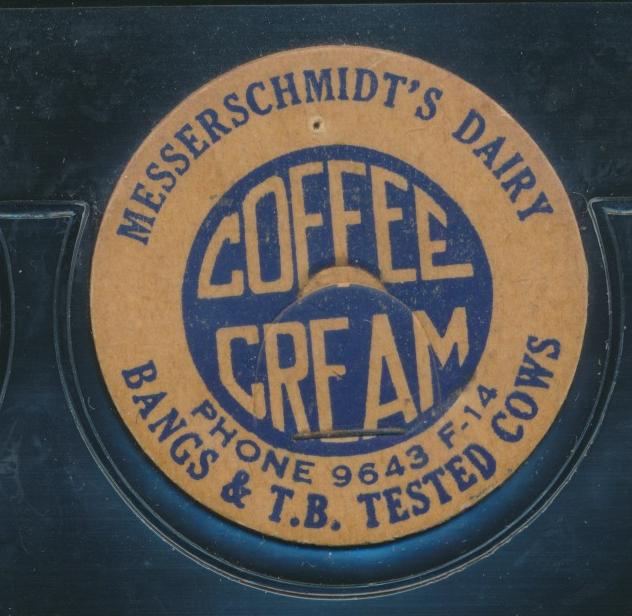 MESSERSCHMIDT'S DAIRY
COFFEE
CREAM
PHONE 9643 F-14
BANGS & T.B. TESTED COWS